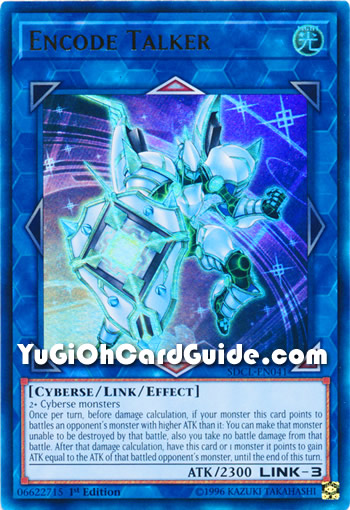 ENCODE TALKER
光
YuGiOhCardGuide.com
SDCL-EN041
[CYBERSE/LINK/EFFECT]
2+ Cyberse monsters
Once per turn, before damage calculation, if your monster this card points to
battles an opponent's monster with higher ATK than it: You can make that monster
unable to be destroyed by that battle, also you take no battle damage from that
battle. After that damage calculation, have this card or 1 monster it points to gain
ATK equal to the ATK of that battled opponent's monster, until the end of this turn.
ATK/2300 LINK-3
06622715 1st Edition ©1996 KAZUKI TAKAHASHI